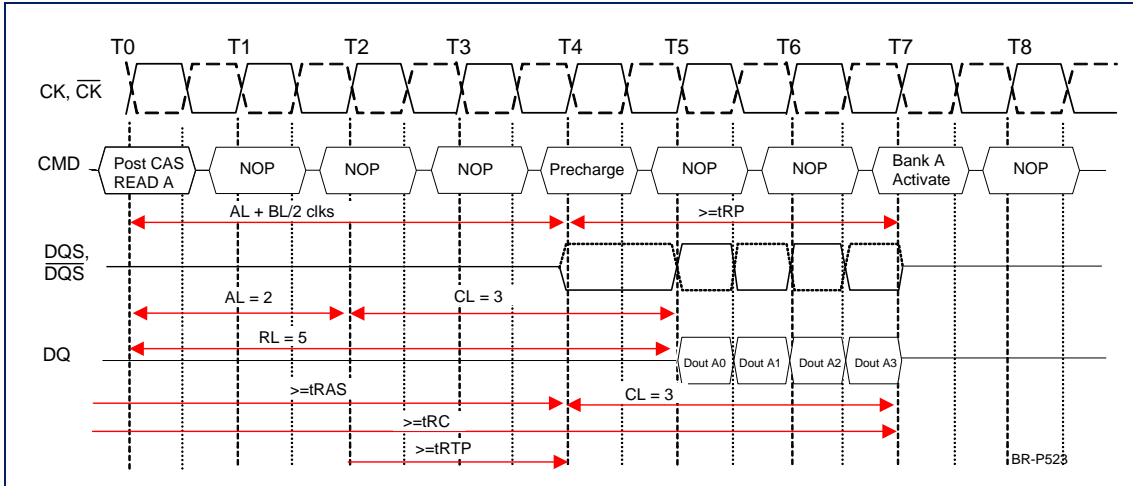 T0 T1 T2 T3 T4 T5 T6 T7 T8
CK, CK
CMD Post CAS READ A NOP NOP NOP Precharge NOP NOP Bank A Activate NOP
AL + BL/2 clks >=tRP
DQS,
DQS
AL = 2 CL = 3
RL = 5
DQ Dout A0 Dout A1 Dout A2 Dout A3
>=tRAS CL = 3
>=tRC
>=tRTP
BR-P523